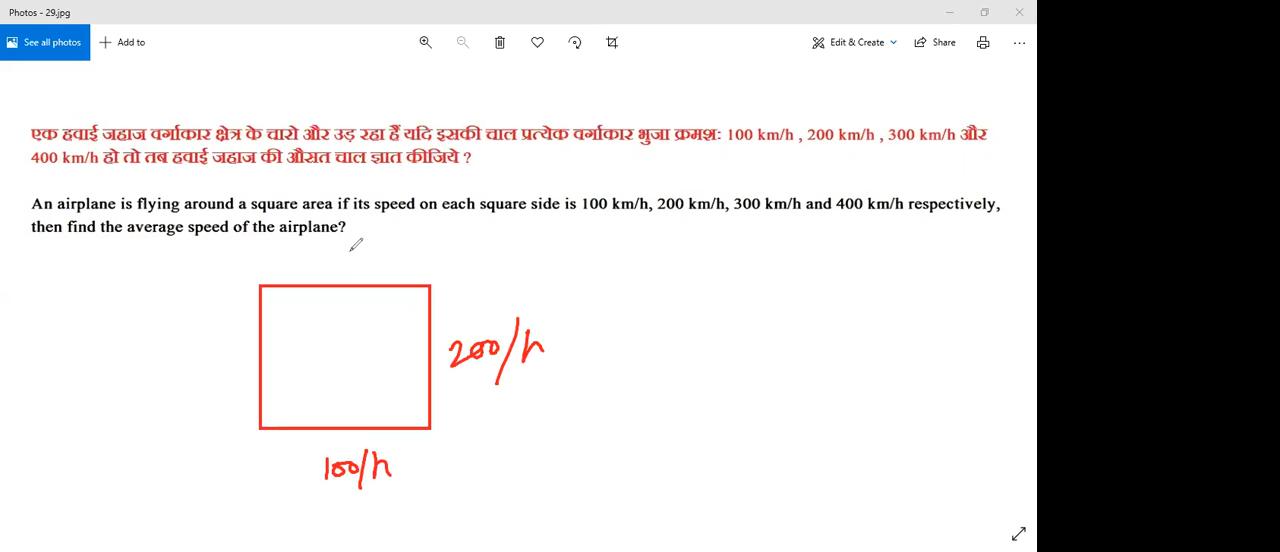 Photos - 29.jpg
See all photos
Add to
Edit & Create
Share
एक हवाई जहाज वर्गाकार क्षेत्र के चारो और उड़ रहा हैं यदि इसकी चाल प्रत्येक वर्गाकार भुजा क्रमश: 100 km/h , 200 km/h , 300 km/h और
400 km/h हो तो तब हवाई जहाज की औसत चाल ज्ञात कीजिये ?
An airplane is flying around a square area if its speed on each square side is 100 km/h, 200 km/h, 300 km/h and 400 km/h respectively,
then find the average speed of the airplane?
200/h
100/h